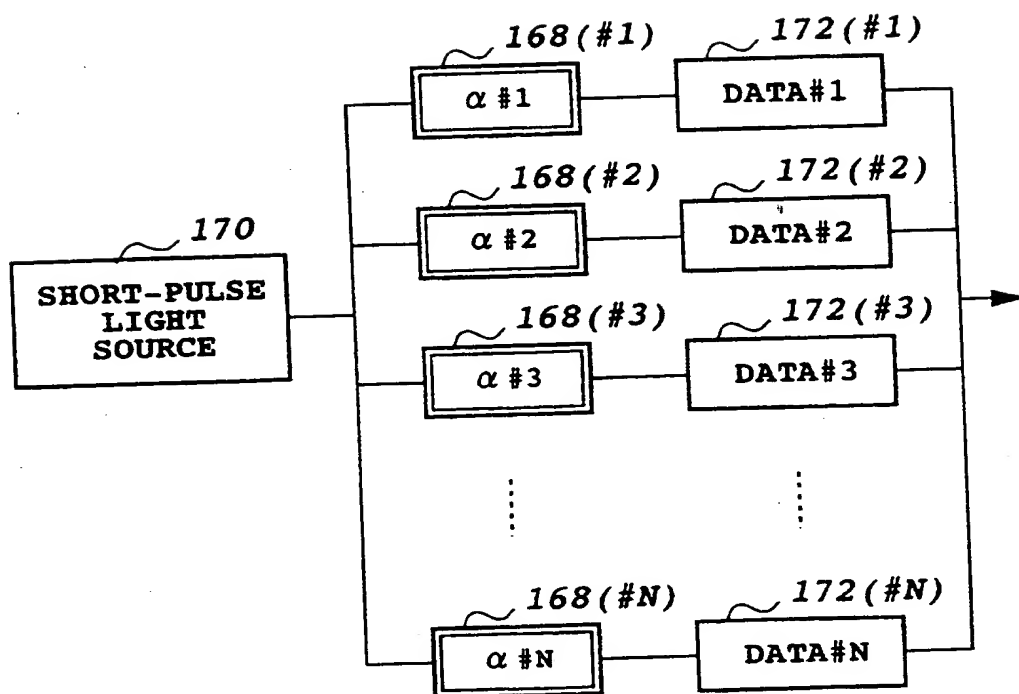 168(#1) 172(#1)
α #1 DATA#1
168(#2) 172(#2)
α #2 DATA#2
170
SHORT-PULSE
LIGHT
SOURCE
168(#3) 172(#3)
α #3 DATA#3
168(#N) 172(#N)
α #N DATA#N